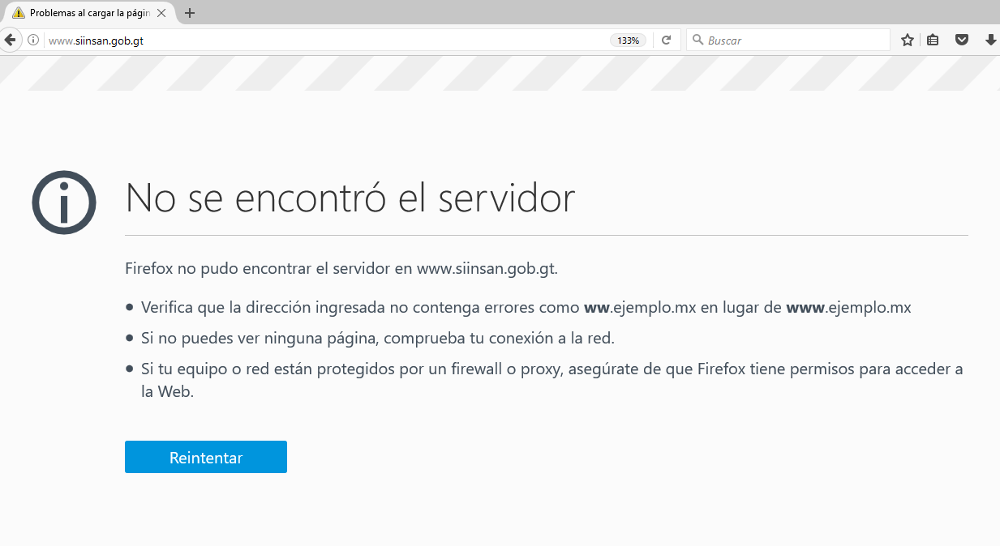 Problemas al cargar la págin
www.siinsan.gob.gt
133%
Buscar
No se encontró el servidor
Firefox no pudo encontrar el servidor en www.siinsan.gob.gt.
Verifica que la dirección ingresada no contenga errores como ww.ejemplo.mx en lugar de www.ejemplo.mx
Si no puedes ver ninguna página, comprueba tu conexión a la red.
Si tu equipo o red están protegidos por un firewall o proxy, asegúrate de que Firefox tiene permisos para acceder a
la Web.
Reintentar